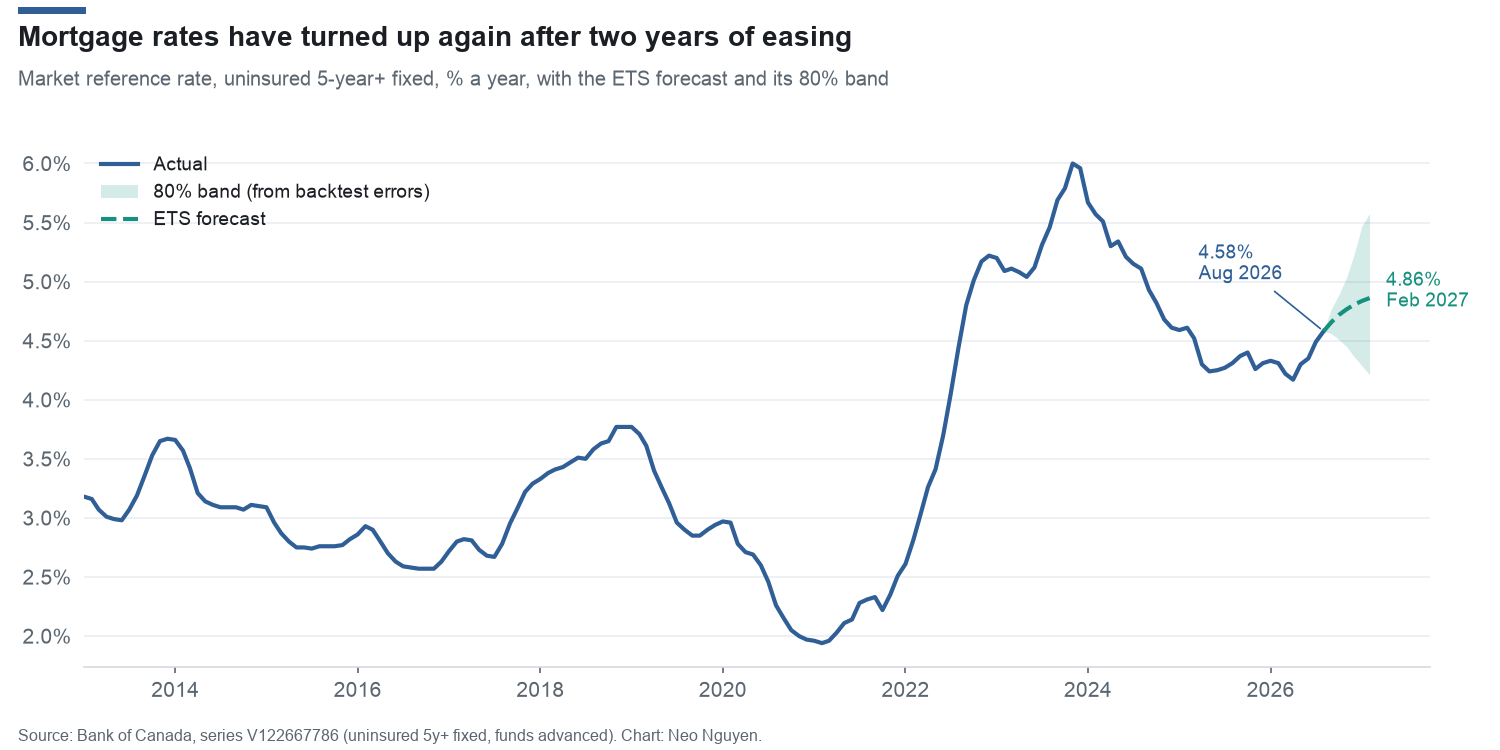 Mortgage rates have turned up again after two years of easing
Market reference rate, uninsured 5-year+ fixed, % a year, with the ETS forecast and its 80% band
6.0%
5.5%
5.0%
4.5%
4.0%
3.5%
3.0%
2.5%
2.0%
Actual
80% band (from backtest errors)
ETS forecast
4.58%
Aug 2026
4.86%
Feb 2027
2014
2016
2018
2020
2022
2024
2026
Source: Bank of Canada, series V122667786 (uninsured 5y+ fixed, funds advanced). Chart: Neo Nguyen.